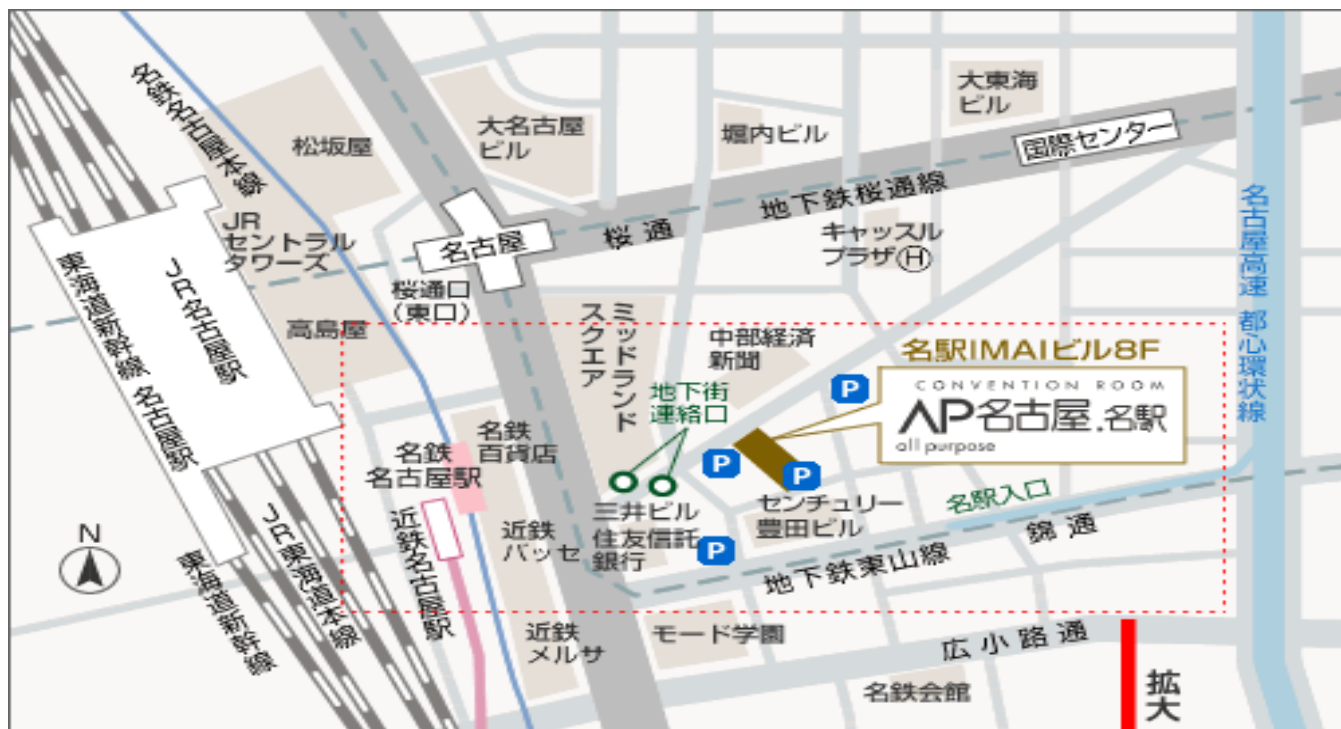 名鉄名古屋本線
松坂屋
大名古屋
ビル
堀内ビル
大東海
ビル
国際センター
地下鉄桜通線
桜通
名古屋
JR
セントラル
タワーズ
桜通口
(東口)
キャッスル
プラザ H
名古屋高速 都心環状線
東海道新幹線 名古屋駅
JR名古屋駅
高島屋
ミッドランド
スクエア
中部経済
新聞
名駅IMAIビル8F
CONVENTION ROOM
AP名古屋.名駅
all purpose
地下街
連絡口
P
P
P
P
名鉄
百貨店
名鉄
名古屋駅
三井ビル
住友信託
銀行
センチュリー
豊田ビル
名駅入口
錦通
地下鉄東山線
近鉄
パッセ
近鉄名古屋駅
N
JR東海道本線
東海道新幹線
近鉄
メルサ
モード学園
広小路通
名鉄会館
拡大